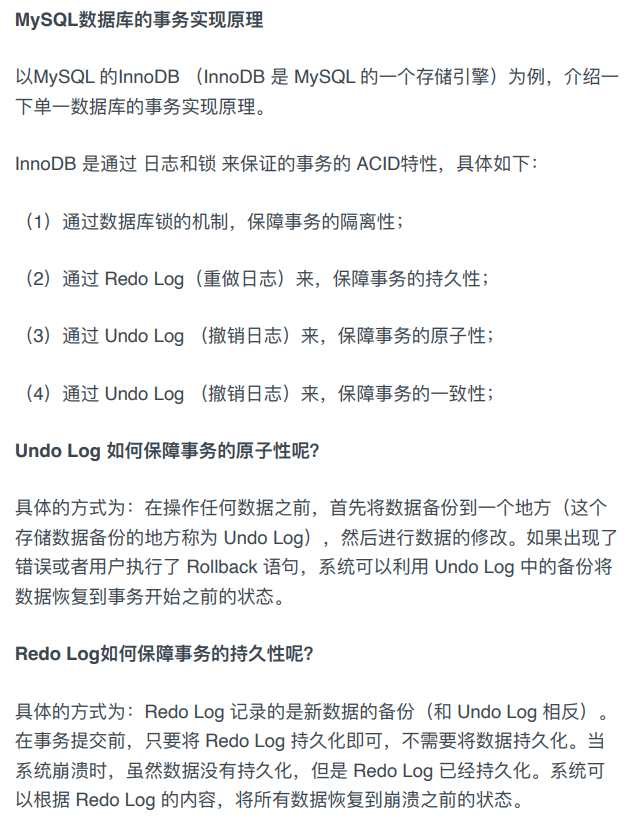 MySQL数据库的事务实现原理
以MySQL 的InnoDB （InnoDB 是 MySQL 的一个存储引擎）为例，介绍一
下单一数据库的事务实现原理。
InnoDB 是通过 日志和锁 来保证的事务的 ACID特性，具体如下：
（1）通过数据库锁的机制，保障事务的隔离性；
（2）通过 Redo Log（重做日志）来，保障事务的持久性；
（3）通过 Undo Log （撤销日志）来，保障事务的原子性；
（4）通过 Undo Log （撤销日志）来，保障事务的一致性；
Undo Log 如何保障事务的原子性呢？
具体的方式为：在操作任何数据之前，首先将数据备份到一个地方（这个
存储数据备份的地方称为 Undo Log），然后进行数据的修改。如果出现了
错误或者用户执行了 Rollback 语句，系统可以利用 Undo Log 中的备份将
数据恢复到事务开始之前的状态。
Redo Log如何保障事务的持久性呢？
具体的方式为：Redo Log 记录的是新数据的备份（和 Undo Log 相反）。
在事务提交前，只要将 Redo Log 持久化即可，不需要将数据持久化。当
系统崩溃时，虽然数据没有持久化，但是 Redo Log 已经持久化。系统可
以根据 Redo Log 的内容，将所有数据恢复到崩溃之前的状态。